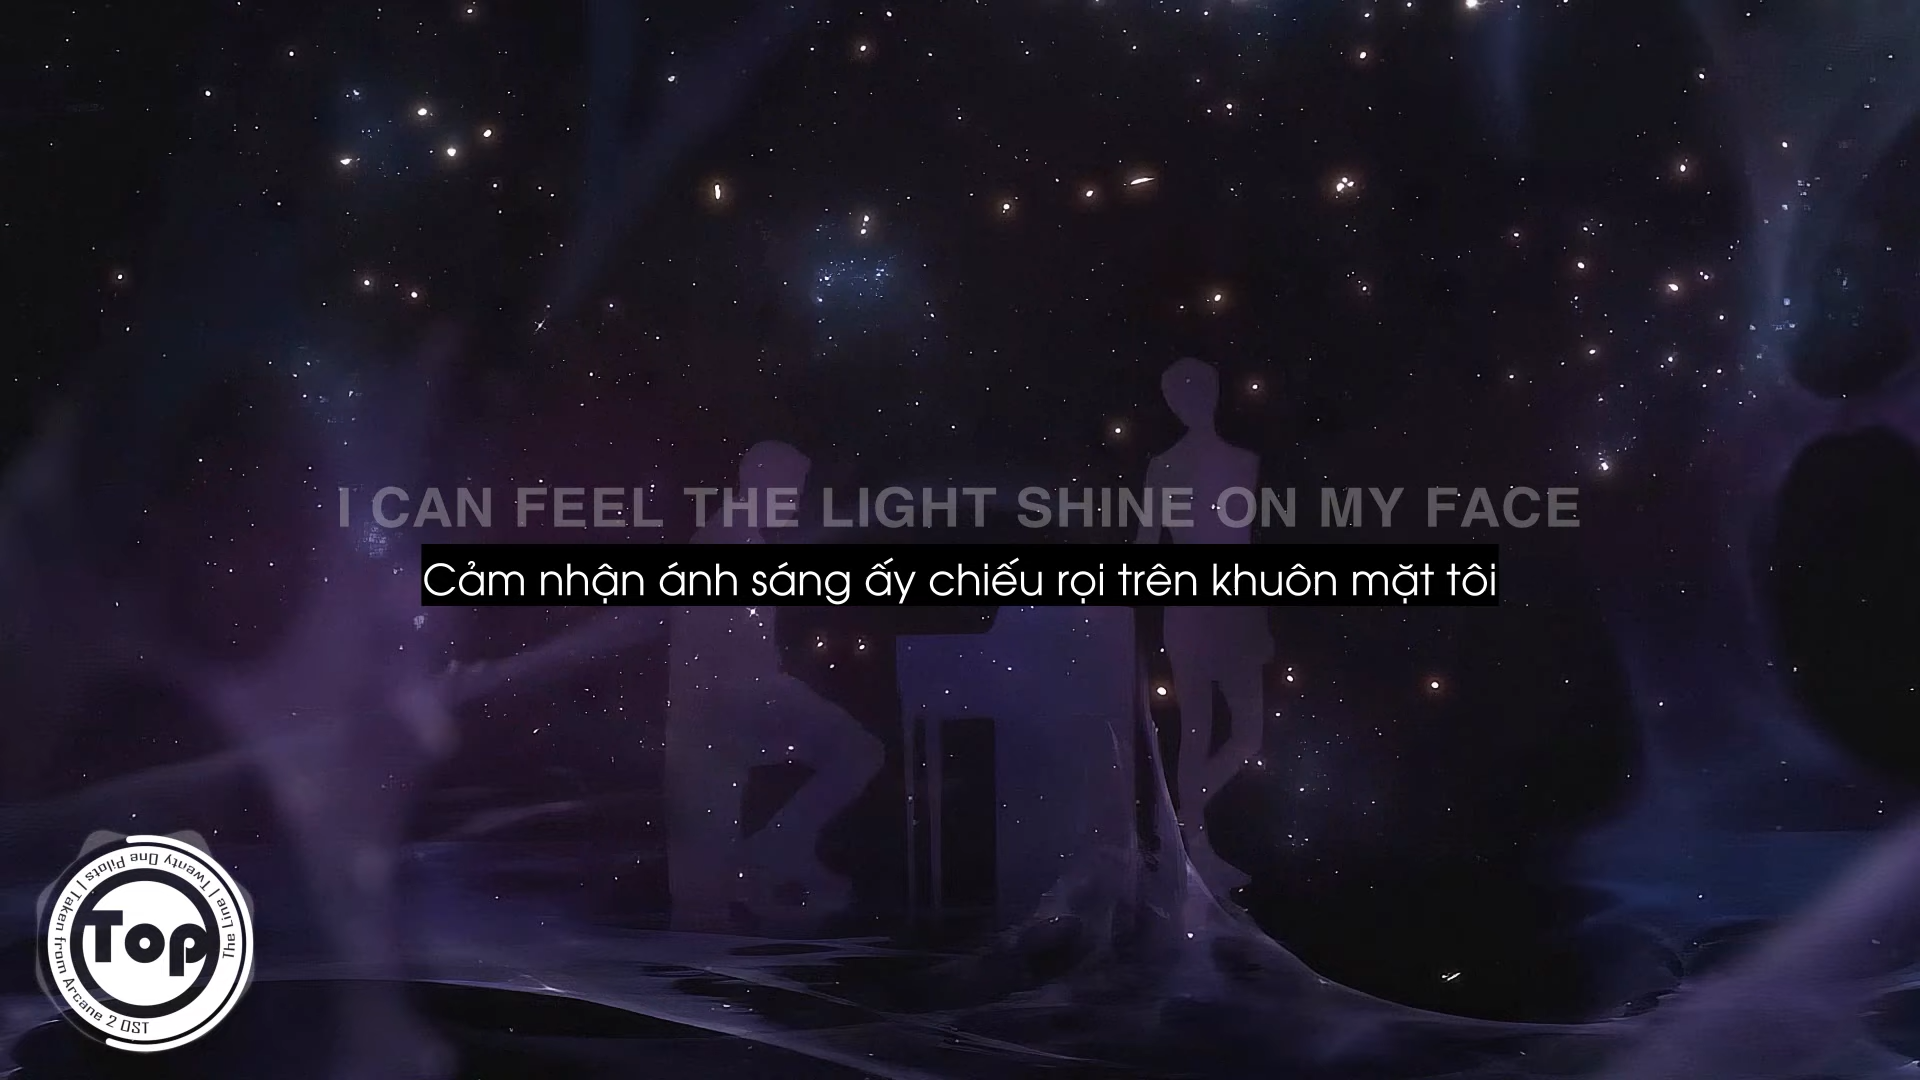 I CAN FEEL THE LIGHT SHINE ON MY FACE
Cảm nhận ánh sáng ấy chiếu rọi trên khuôn mặt tôi
Top
The Line | Twenty One Pilots | Taken from Arcane 2 OST